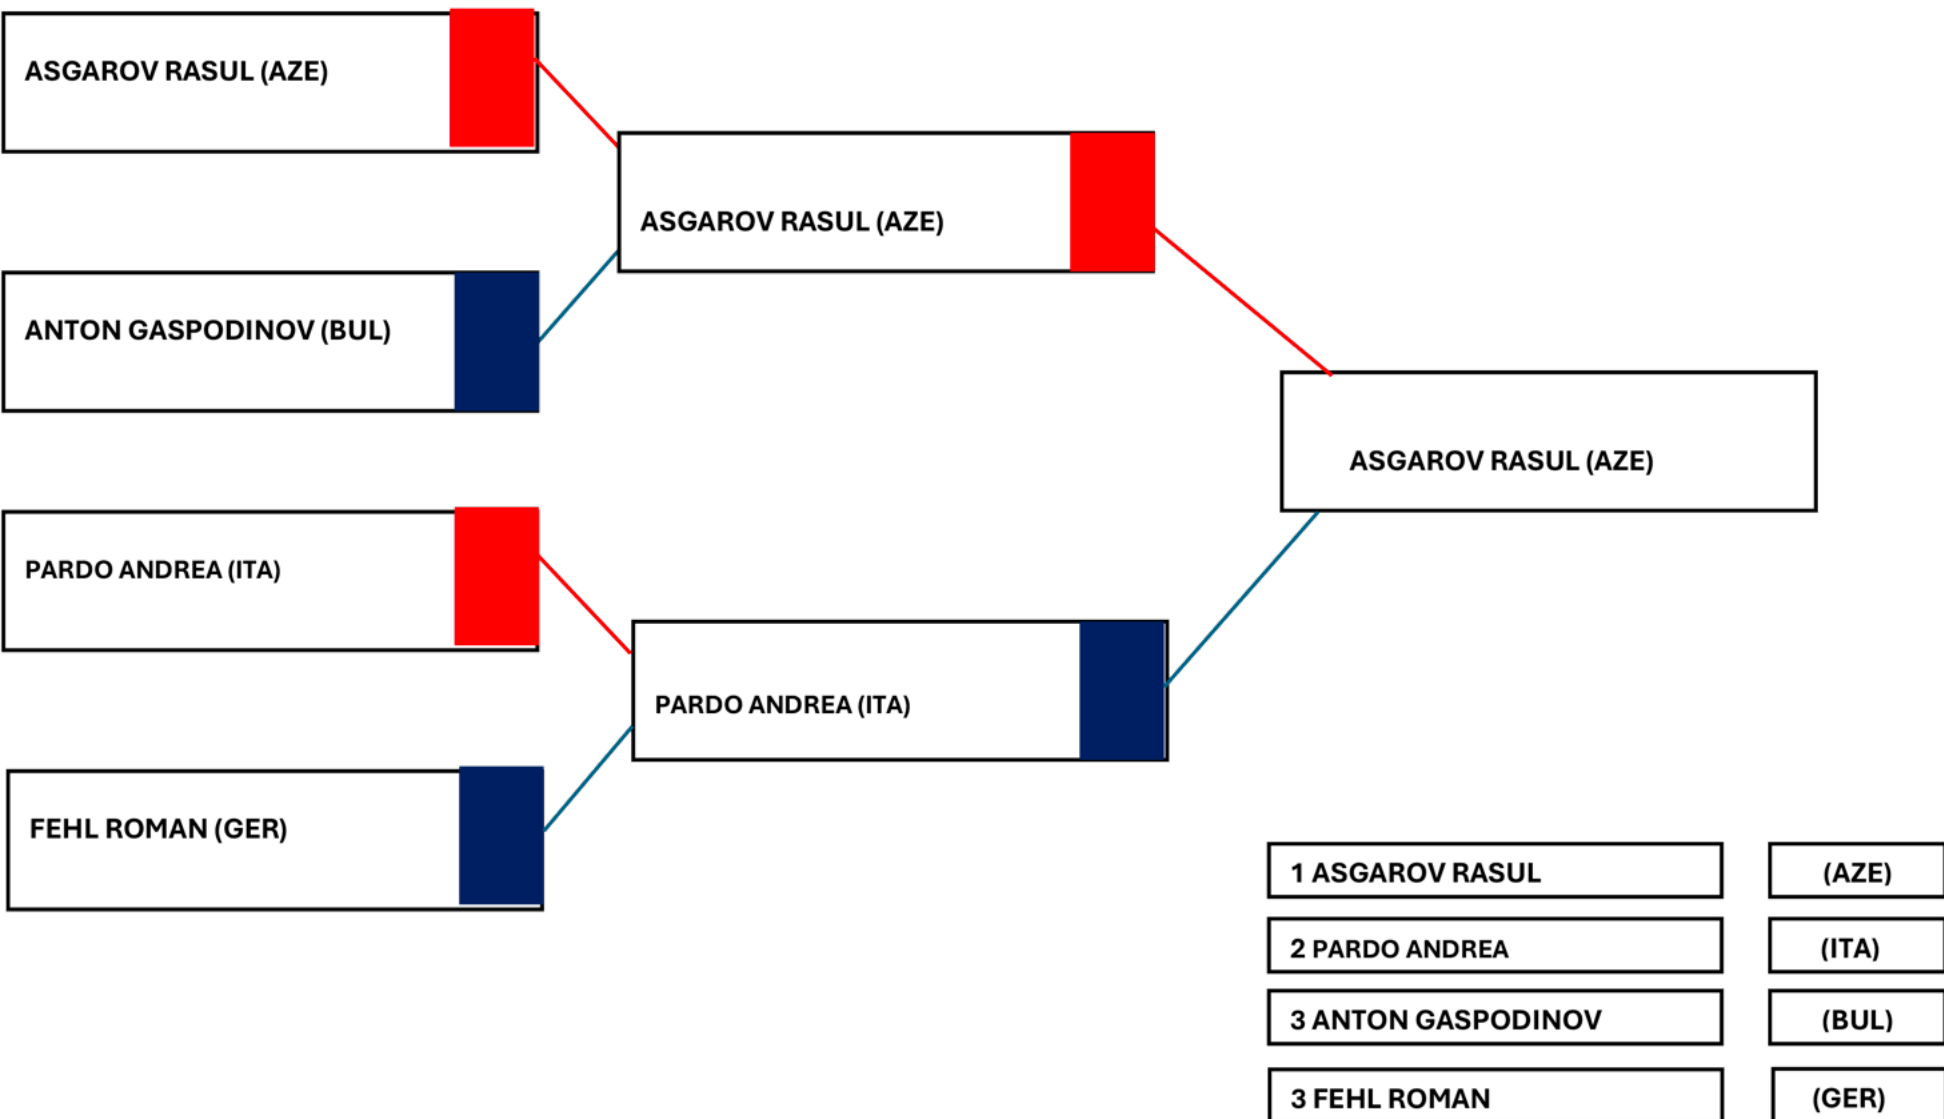 ASGAROV RASUL (AZE)
ASGAROV RASUL (AZE)
ANTON GASPODINOV (BUL)
ASGAROV RASUL (AZE)
PARDO ANDREA (ITA)
PARDO ANDREA (ITA)
FEHL ROMAN (GER)
1 ASGAROV RASUL (AZE)
2 PARDO ANDREA (ITA)
3 ANTON GASPODINOV (BUL)
3 FEHL ROMAN (GER)